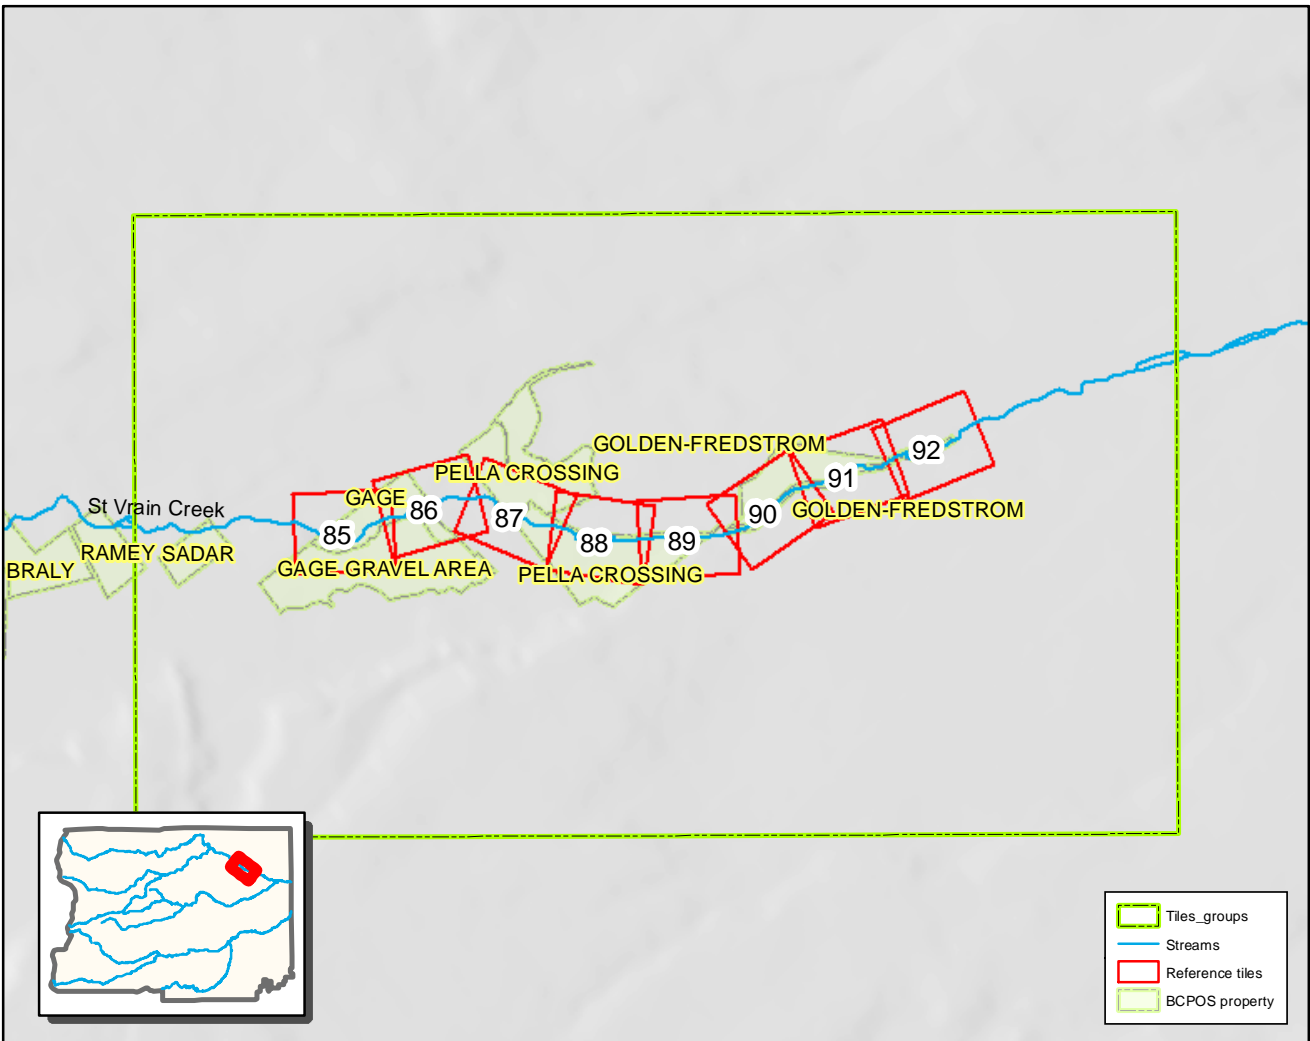 GOLDEN-FREDSTROM
92
PELLA CROSSING
91
GAGE
86
St Vrain Creek
87
90
GOLDEN-FREDSTROM
85
88
89
RAMEY SADAR
BRALY
GAGE GRAVEL AREA
PELLA CROSSING
Tiles_groups
Streams
Reference tiles
BCPOS property